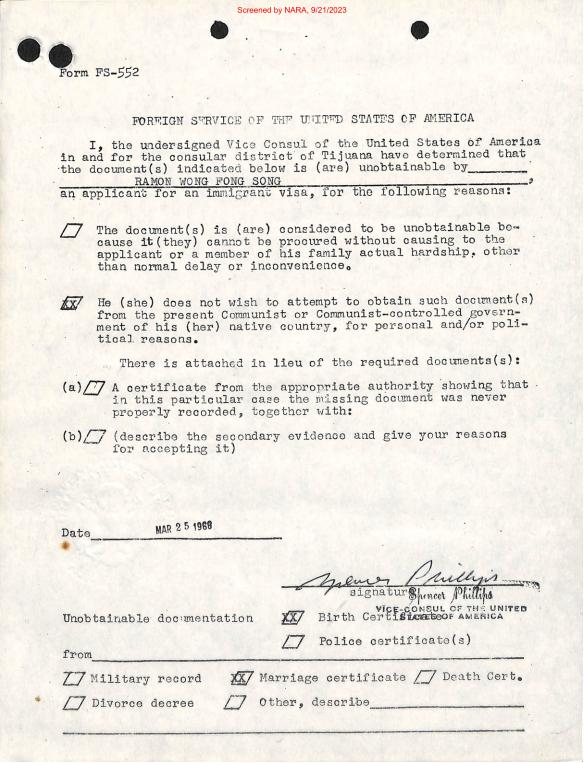 Screened by NARA, 9/21/2023
Form FS-552
FOREIGN SERVICE OF THE UNITED STATES OF AMERICA
I, the undersigned Vice Consul of the United States of America
in and for the consular district of Tijuana have determined that
the document(s) indicated below is (are) unobtainable by
RAMON WONG FONG SONG,
an applicant for an immigrant visa, for the following reasons:
The document(s) is (are) considered to be unobtainable be-
cause it (they) cannot be procured without causing to the
applicant or a member of his family actual hardship, other
than normal delay or inconvenience.
XX He (she) does not wish to attempt to obtain such document(s)
from the present Communist or Communist-controlled govern-
ment of his (her) native country, for personal and/or poli-
tical reasons.
There is attached in lieu of the required documents(s):
(a) A certificate from the appropriate authority showing that
in this particular case the missing document was never
properly recorded, together with:
(b) (describe the secondary evidence and give your reasons
for accepting it)
Date MAR 25 1968
Spencer Phillips
signatur Spencer Phillips
VICE-CONSUL OF THE UNITED
STATES OF AMERICA
Unobtainable documentation XX Birth Certificate
Police certificate(s)
from
Military record XX Marriage certificate Death Cert.
Divorce decree Other, describe